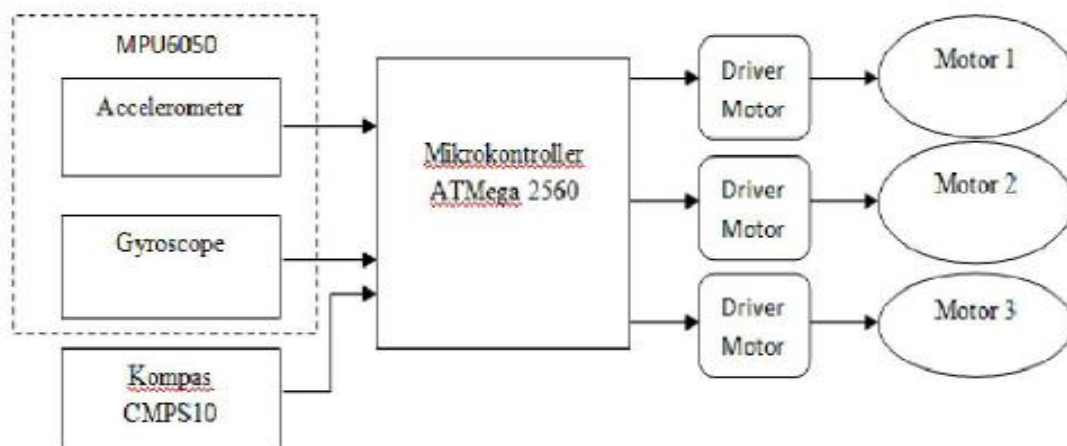 MPU6050
Accelerometer
Gyroscope
Kompas
CMPS10
Mikrokontroller
ATMega 2560
Driver
Motor
Motor 1
Driver
Motor
Motor 2
Driver
Motor
Motor 3